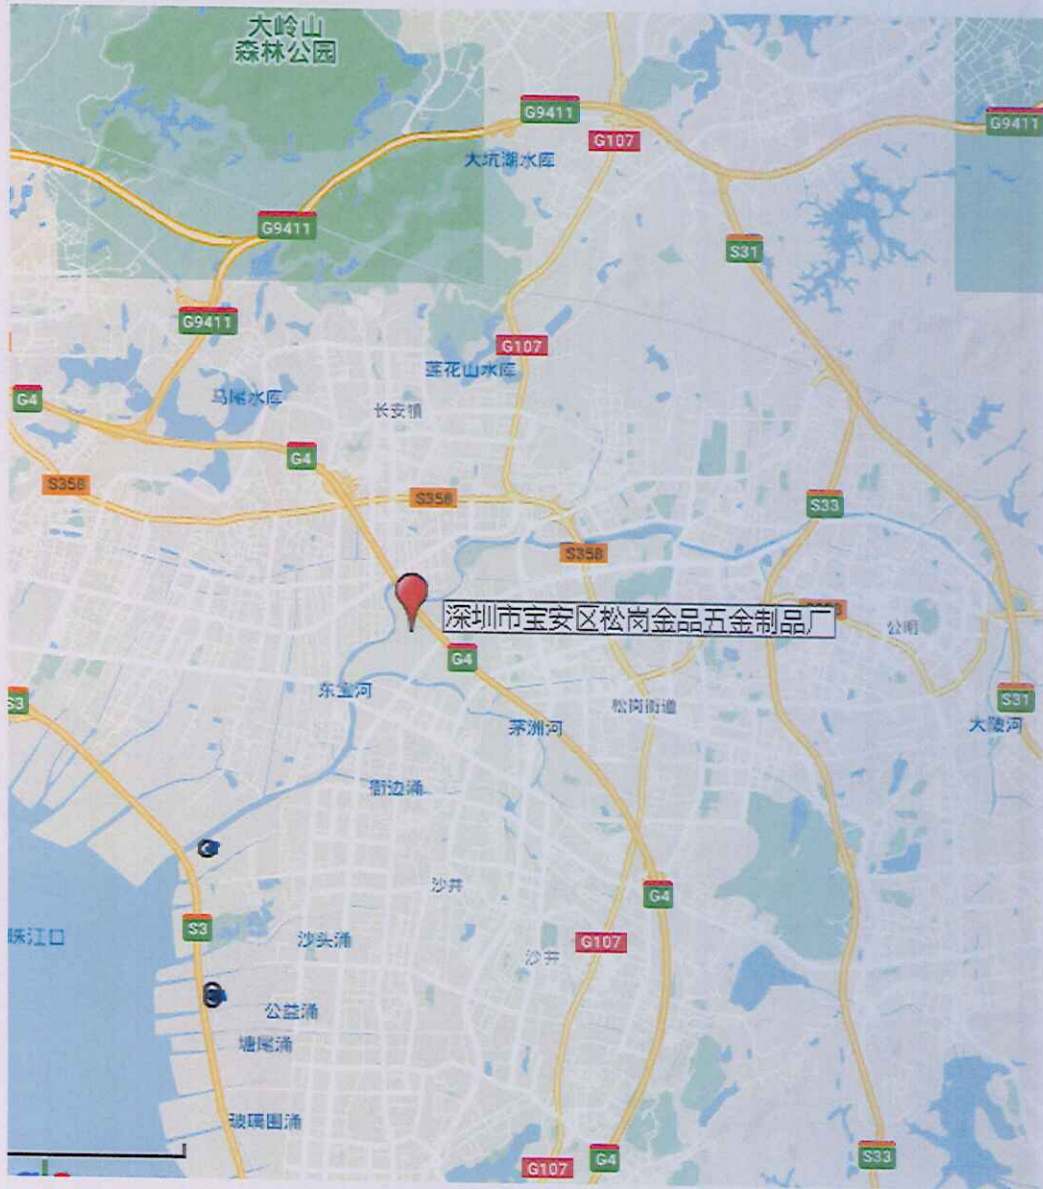 大岭山
森林公园
G9411
G107
G9411
大坑湖水库
G9411
S31
G9411
G107
莲花山水库
G4
马尾水库
长安镇
G4
S358
S358
S33
S358
深圳市宝安区松岗金品五金制品厂
公明
G4
东宝河
松岗街道
S31
S3
茅洲河
大陂河
衙边涌
沙井
G4
S3
珠江口
沙头涌
G107
沙井
公益涌
塘尾涌
玻璃围涌
G107
G4
S33